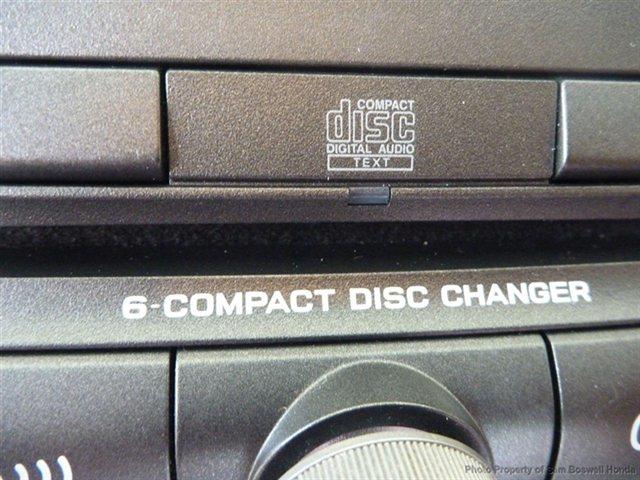 COMPACT
disc
DIGITAL AUDIO
TEXT
6-COMPACT DISC CHANGER
Photo Property of Sam Boswell Honda